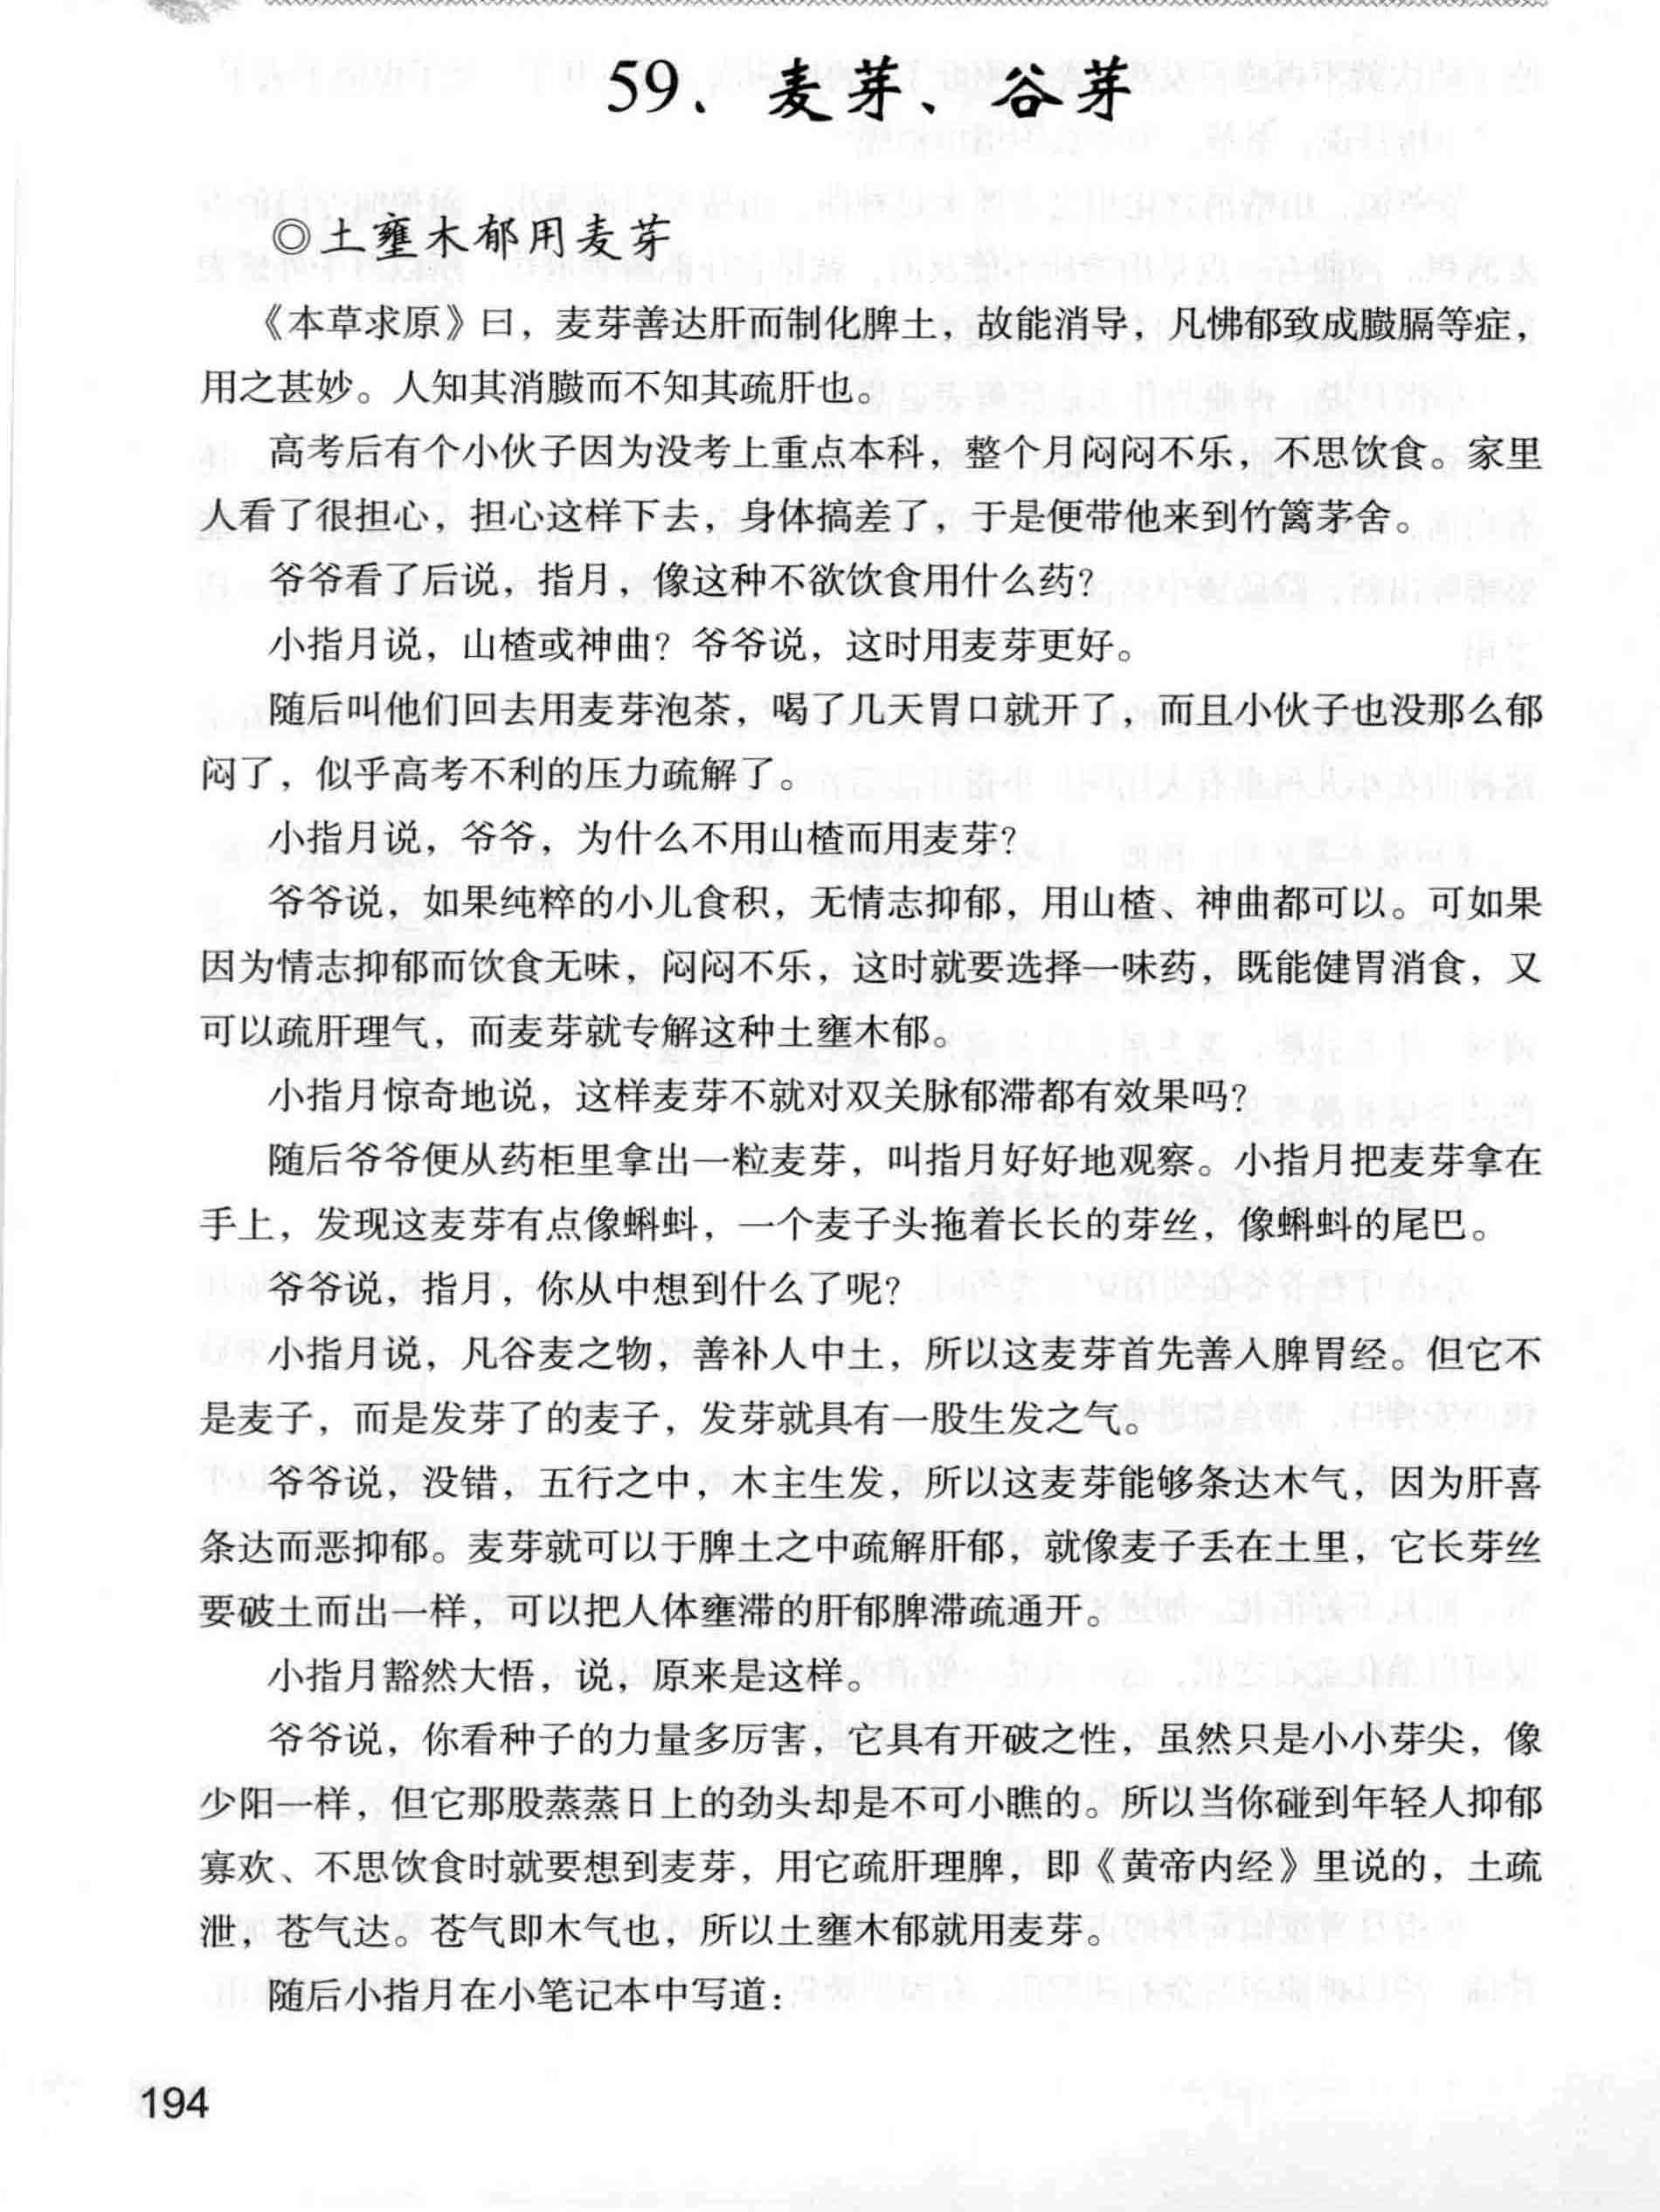 59、麦芽、谷芽
◎土壅木郁用麦芽
《本草求原》曰，麦芽善达肝而制化脾土，故能消导，凡怫郁致成臌膈等症，
用之甚妙。人知其消臌而不知其疏肝也。
高考后有个小伙子因为没考上重点本科，整个月闷闷不乐，不思饮食。家里
人看了很担心，担心这样下去，身体搞差了，于是便带他来到竹篱茅舍。
爷爷看了后说，指月，像这种不欲饮食用什么药？
小指月说，山楂或神曲？爷爷说，这时用麦芽更好。
随后叫他们回去用麦芽泡茶，喝了几天胃口就开了，而且小伙子也没那么郁
闷了，似乎高考不利的压力疏解了。
小指月说，爷爷，为什么不用山楂而用麦芽？
爷爷说，如果纯粹的小儿食积，无情志抑郁，用山楂、神曲都可以。可如果
因为情志抑郁而饮食无味，闷闷不乐，这时就要选择一味药，既能健胃消食，又
可以疏肝理气，而麦芽就专解这种土壅木郁。
小指月惊奇地说，这样麦芽不就对双关脉郁滞都有效果吗？
随后爷爷便从药柜里拿出一粒麦芽，叫指月好好地观察。小指月把麦芽拿在
手上，发现这麦芽有点像蝌蚪，一个麦子头拖着长长的芽丝，像蝌蚪的尾巴。
爷爷说，指月，你从中想到什么了呢？
小指月说，凡谷麦之物，善补人中土，所以这麦芽首先善入脾胃经。但它不
是麦子，而是发芽了的麦子，发芽就具有一股生发之气。
爷爷说，没错，五行之中，木主生发，所以这麦芽能够条达木气，因为肝喜
条达而恶抑郁。麦芽就可以于脾土之中疏解肝郁，就像麦子丢在土里，它长芽丝
要破土而出一样，可以把人体壅滞的肝郁脾滞疏通开。
小指月豁然大悟，说，原来是这样。
爷爷说，你看种子的力量多厉害，它具有开破之性，虽然只是小小芽尖，像
少阳一样，但它那股蒸蒸日上的劲头却是不可小瞧的。所以当你碰到年轻人抑郁
寡欢、不思饮食时就要想到麦芽，用它疏肝理脾，即《黄帝内经》里说的，土疏
泄，苍气达。苍气即木气也，所以土壅木郁就用麦芽。
随后小指月在小笔记本中写道：
194